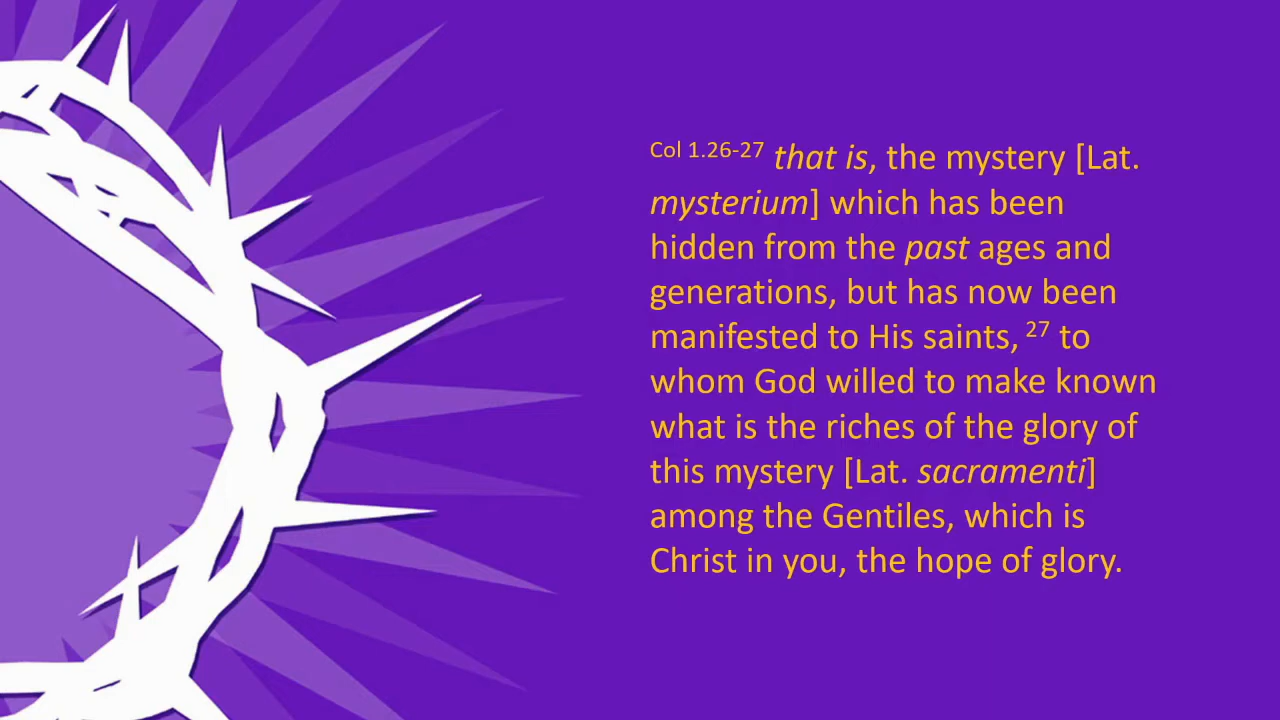 Col 1.26-27 that is, the mystery [Lat.
mysterium] which has been
hidden from the past ages and
generations, but has now been
manifested to His saints, 27 to
whom God willed to make known
what is the riches of the glory of
this mystery [Lat. sacramenti]
among the Gentiles, which is
Christ in you, the hope of glory.